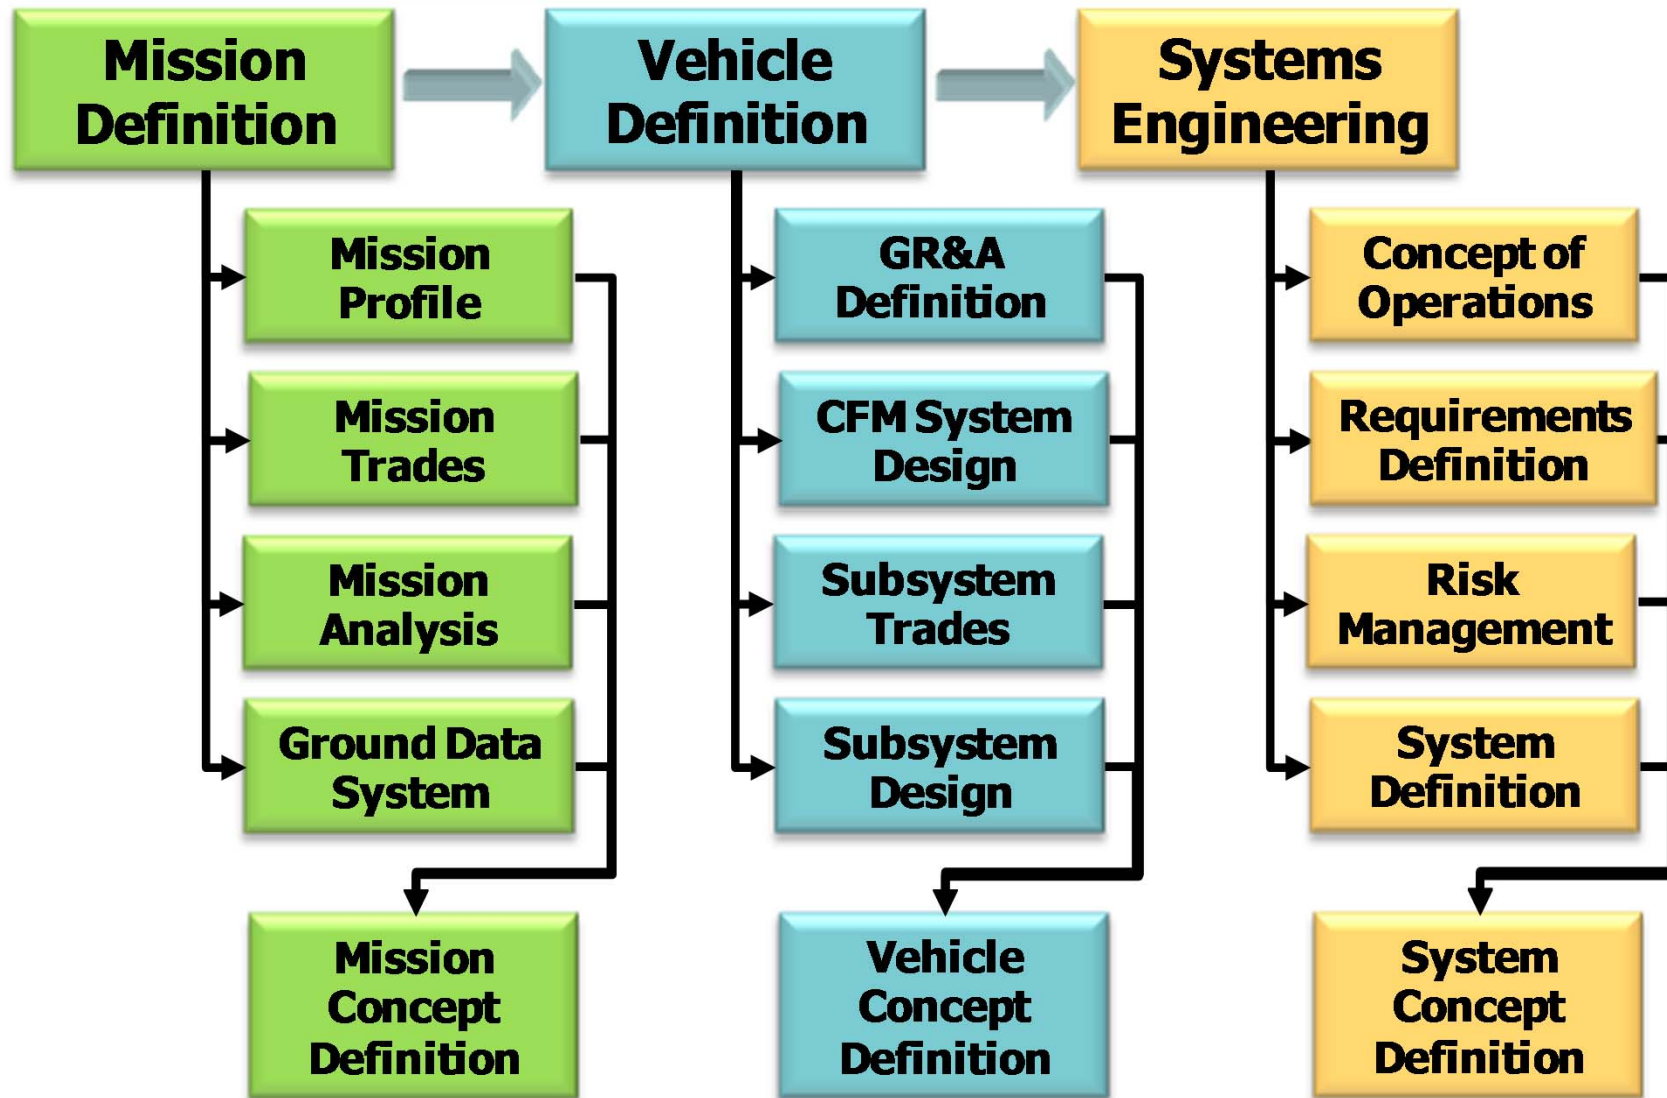 Mission
Definition
Vehicle
Definition
Systems
Engineering
Mission
Profile
Mission
Trades
Mission
Analysis
Ground Data
System
Mission
Concept
Definition
GR&A
Definition
CFM System
Design
Subsystem
Trades
Subsystem
Design
Vehicle
Concept
Definition
Concept of
Operations
Requirements
Definition
Risk
Management
System
Definition
System
Concept
Definition